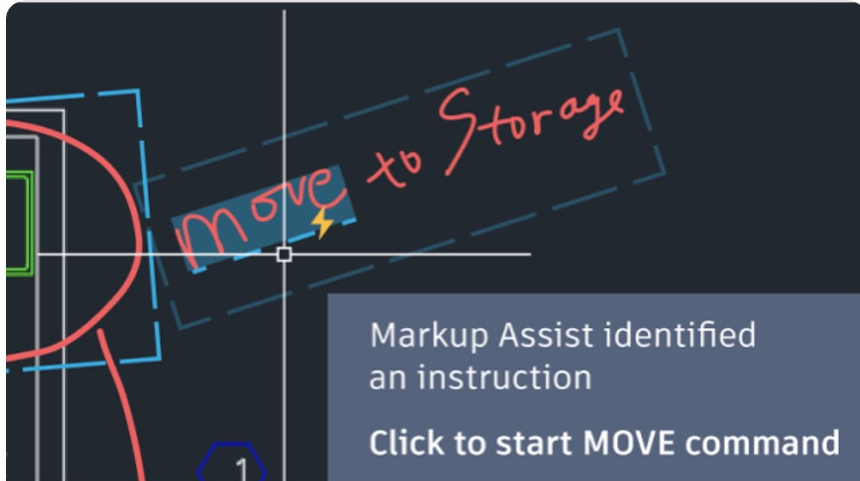 Move to Storage
Markup Assist identified
an instruction
Click to start MOVE command
1